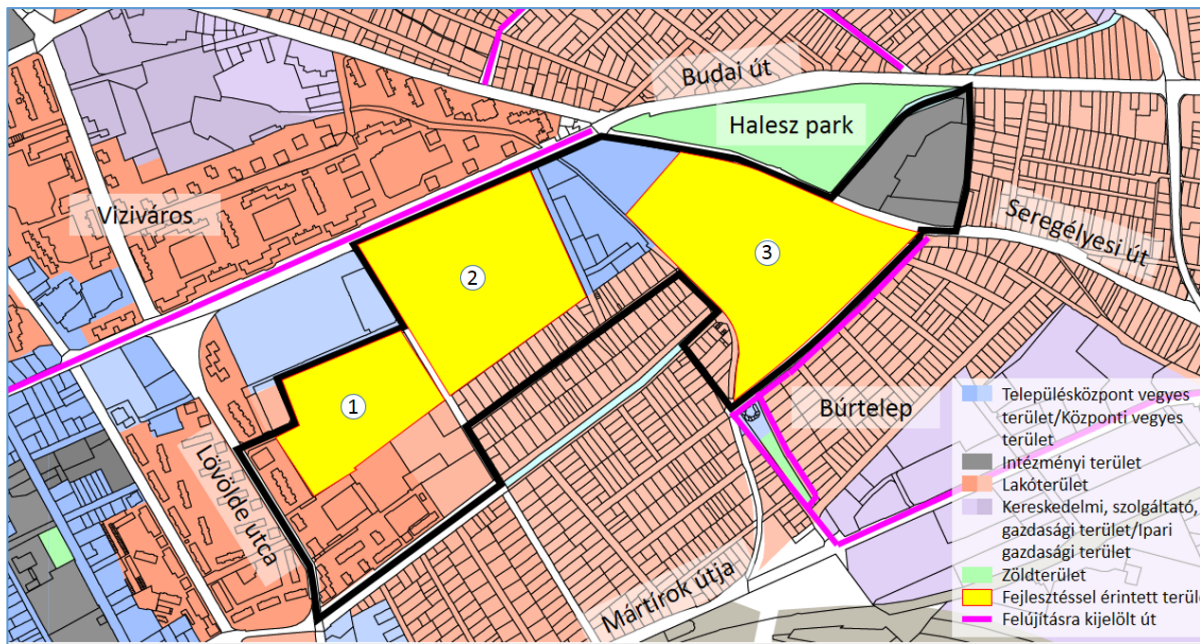 Budai út
Halesz park
Víziváros
Seregélyesi út
3
2
1
Búrtelep
Lövölde utca
Mártírok útja
Településközpont vegyes
terület/Központi vegyes
terület
Intézményi terület
Lakóterület
Kereskedelmi, szolgáltató,
gazdasági terület/Ipari
gazdasági terület
Zöldterület
Fejlesztéssel érintett terüle
Felújításra kijelölt út